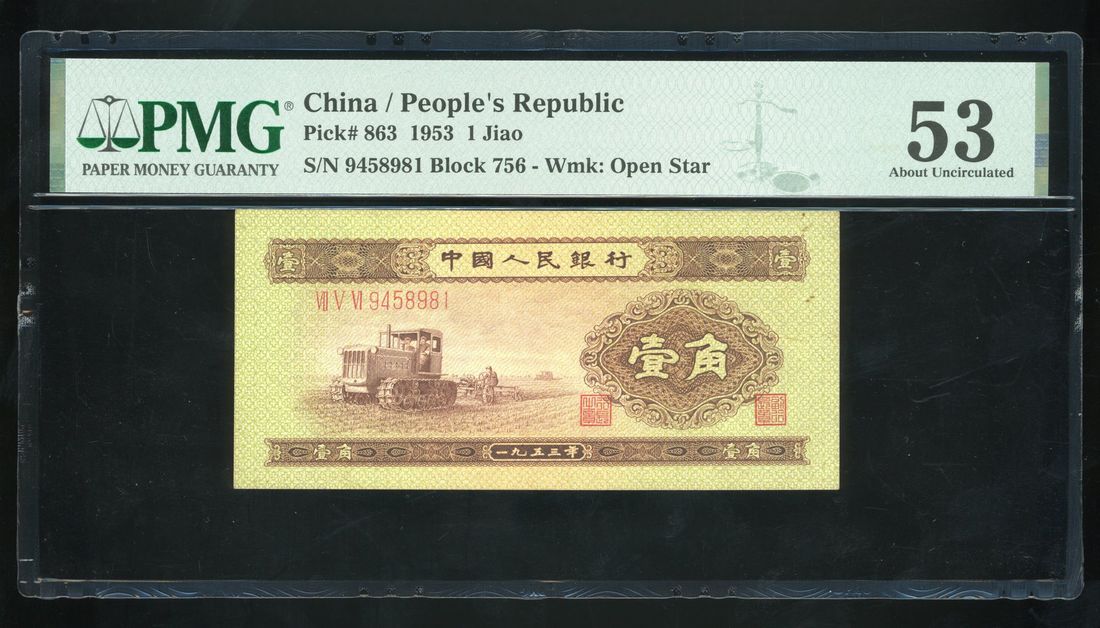 PMG®
PAPER MONEY GUARANTY
China / People's Republic
Pick# 863 1953 1 Jiao
S/N 9458981 Block 756 - Wmk: Open Star
53
About Uncirculated
壹 中國人民銀行 壹
Ⅶ Ⅴ Ⅵ 9458981
壹角
壹角 一九五三年 壹角